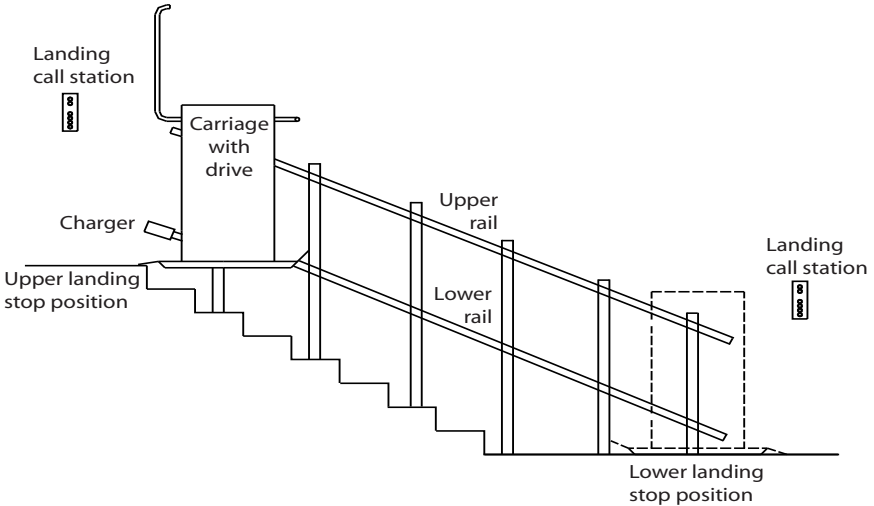 Landing
call station
Carriage
with
drive
Charger
Upper
rail
Landing
call station
Upper landing
stop position
Lower
rail
Lower landing
stop position